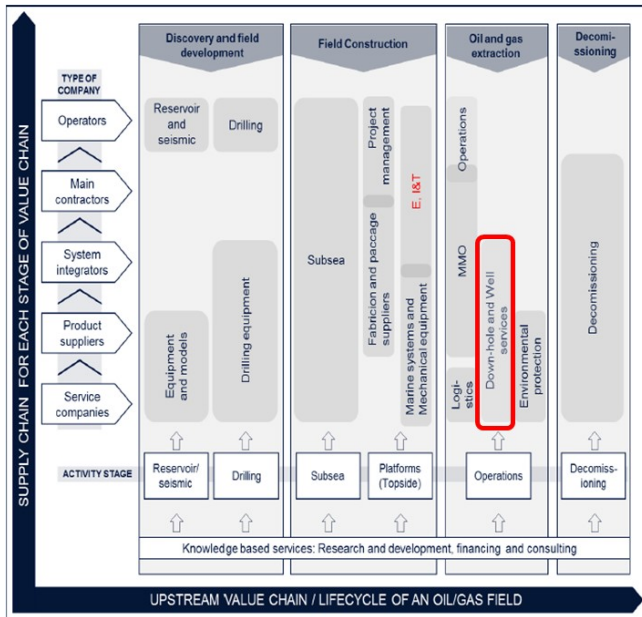 Discovery and field
development
Field Construction
Oil and gas
extraction
Decomi-
ssioning
TYPE OF
COMPANY
Operators
Main
contractors
System
integrators
Product
suppliers
Service
companies
Reservoir
and
seismic
Drilling
Equipment
and models
Drilling equipment
Subsea
Project
management
Fabricion and paccage
suppliers
E, I&T
Marine systems and
Mechanical equipment
Operations
MMO
Logi-
stics
Down-hole and Well
services
Environmental
protection
Decomissioning
ACTIVITY STAGE
Reservoir/
seismic
Drilling
Subsea
Platforms
(Topside)
Operations
Decomiss-
ioning
Knowledge based services: Research and development, financing and consulting
SUPPLY CHAIN FOR EACH STAGE OF VALUE CHAIN
UPSTREAM VALUE CHAIN / LIFECYCLE OF AN OIL/GAS FIELD